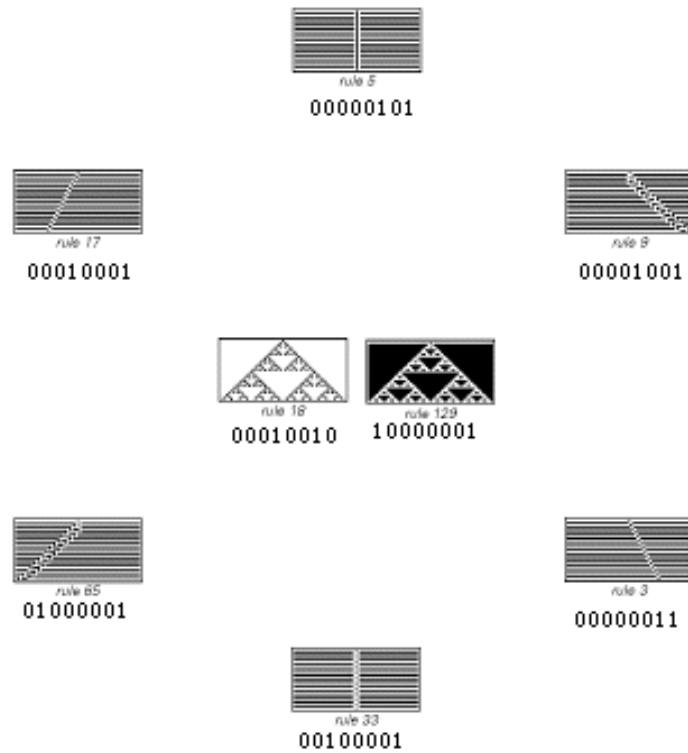 rule 5
00000101
rule 17
00010001
rule 9
00001001
rule 18
00010010
rule 129
10000001
rule 65
01000001
rule 3
00000011
rule 33
00100001